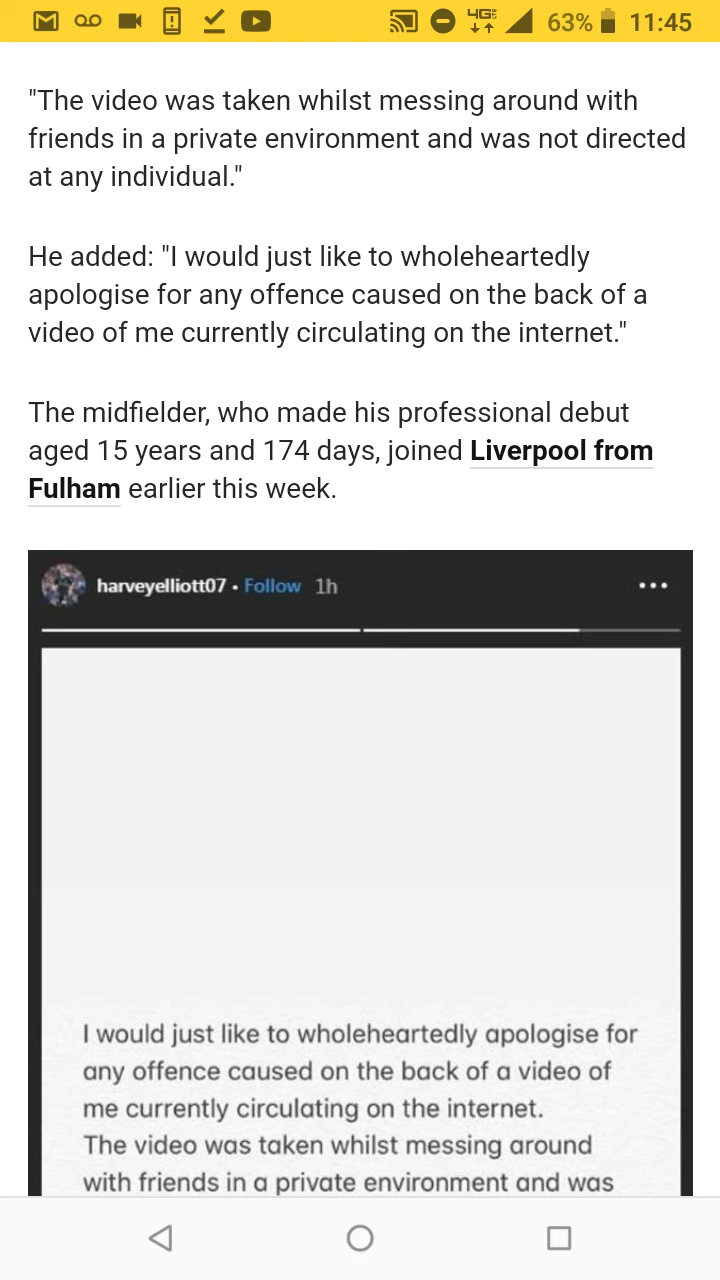 4G 63% 11:45
"The video was taken whilst messing around with
friends in a private environment and was not directed
at any individual."
He added: "I would just like to wholeheartedly
apologise for any offence caused on the back of a
video of me currently circulating on the internet."
The midfielder, who made his professional debut
aged 15 years and 174 days, joined Liverpool from
Fulham earlier this week.
harveyelliott07 • Follow 1h
I would just like to wholeheartedly apologise for
any offence caused on the back of a video of
me currently circulating on the internet.
The video was taken whilst messing around
with friends in a private environment and was